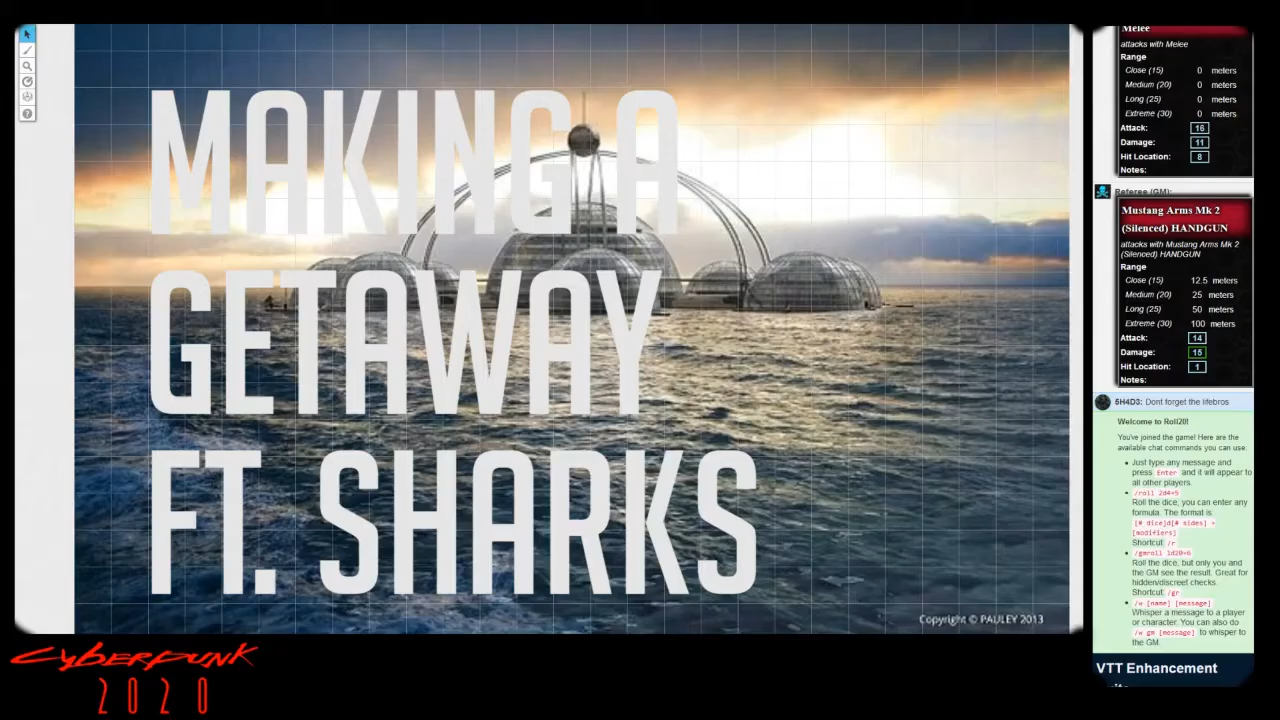 MAKING A
GETAWAY
FT. SHARKS
Copyright © PAULEY 2013
CYBERPUNK
2020
Melee
attacks with Melee
Range
Close (15) 0 meters
Medium (20) 0 meters
Long (25) 0 meters
Extreme (30) 0 meters
Attack: 16
Damage: 11
Hit Location: 8
Notes:
Referee (GM):
Mustang Arms Mk 2
(Silenced) HANDGUN
attacks with Mustang Arms Mk 2
(Silenced) HANDGUN
Range
Close (15) 12.5 meters
Medium (20) 25 meters
Long (25) 50 meters
Extreme (30) 100 meters
Attack: 14
Damage: 15
Hit Location: 1
Notes:
5H4D3: Dont forget the lifebros
Welcome to Roll20!
You've joined the game! Here are the
available chat commands you can use.
Just type any message and
press Enter and it will appear to
all other players.
/roll 2d4+5
Roll the dice, you can enter any
formula. The format is
[# dice]d[# sides] +
[modifiers]
Shortcut: /r
/gmroll 1d20+6
Roll the dice, but only you and
the GM see the result. Great for
hidden/discreet checks.
Shortcut: /gr
/w [name] [message]
Whisper a message to a player
or character. You can also do
/w gm [message] to whisper to
the GM.
VTT Enhancement